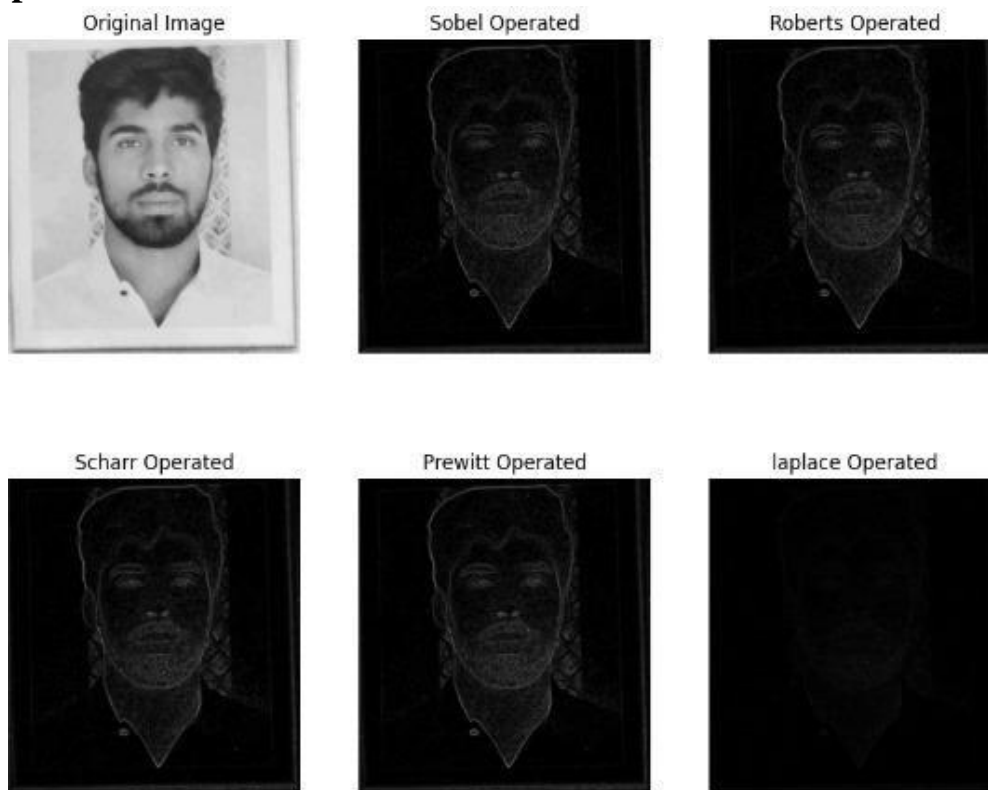 Original Image
Sobel Operated
Roberts Operated
Scharr Operated
Prewitt Operated
laplace Operated